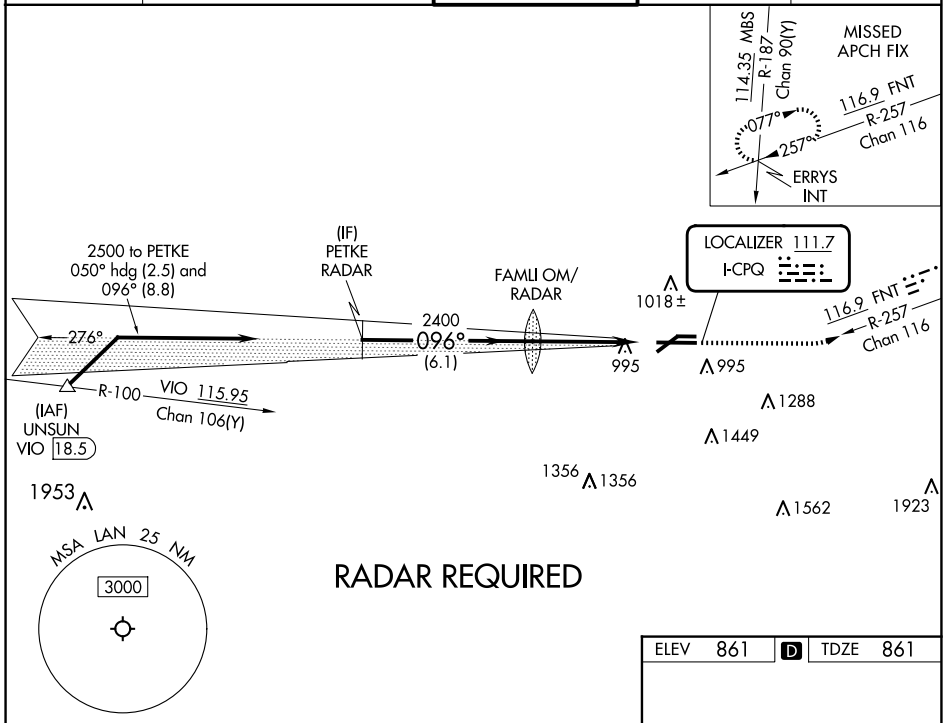 114.35 MBS
R-187
Chan 90(Y)
MISSED
APCH FIX
116.9 FNT
R-257
Chan 116
077°
257°
ERRYS
INT
2500 to PETKE
050° hdg (2.5) and
096° (8.8)
(IF)
PETKE
RADAR
FAMLI OM/
RADAR
LOCALIZER 111.7
I-CPQ
1018 ±
116.9 FNT
R-257
Chan 116
276°
2400
096°
(6.1)
995
995
R-100
VIO 115.95
Chan 106(Y)
(IAF)
UNSUN
VIO 18.5
1288
1449
1356
1356
1953
1562
1923
MSA LAN 25 NM
3000
RADAR REQUIRED
ELEV 861 D TDZE 861